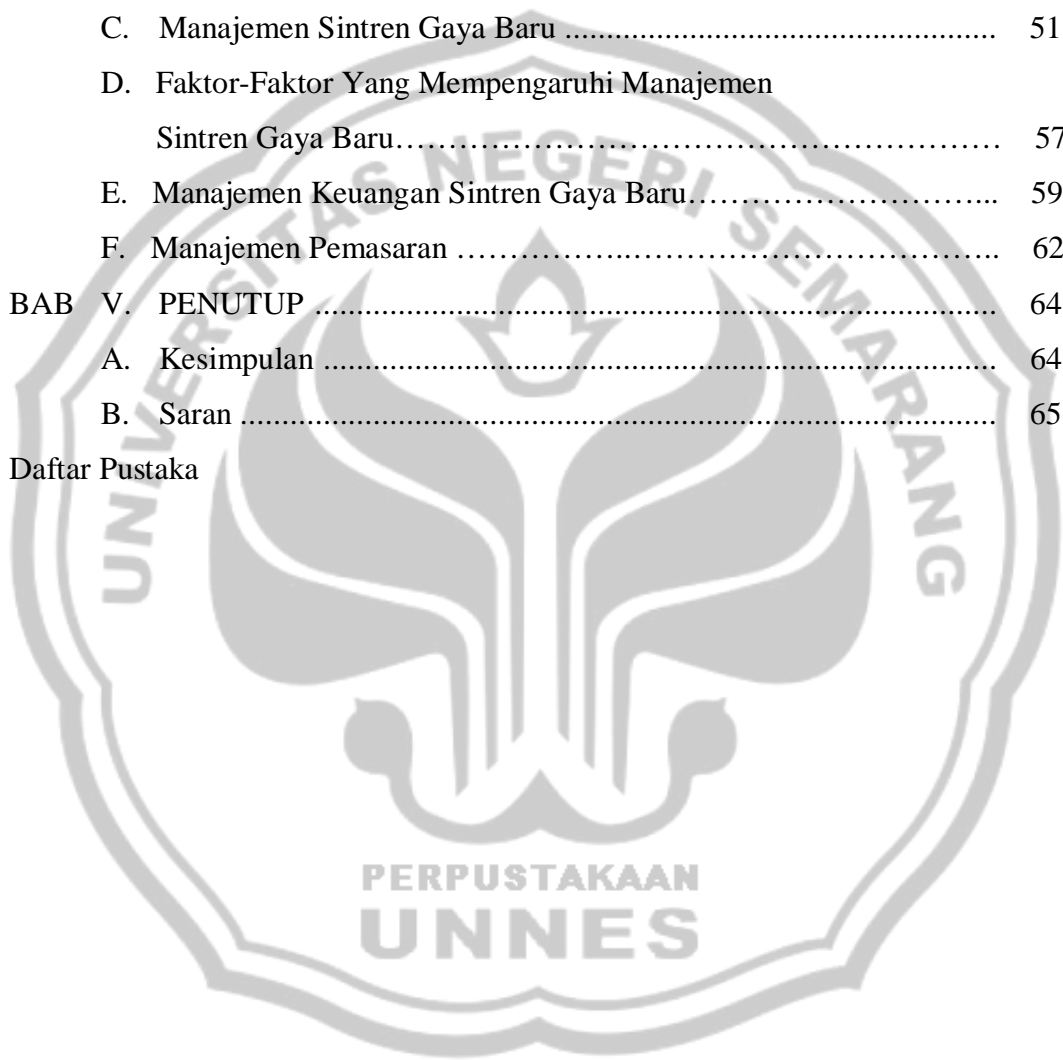 C. Manajemen Sintren Gaya Baru ................................................ 51
D. Faktor-Faktor Yang Mempengaruhi Manajemen
Sintren Gaya Baru…………………………………………………… 57
E. Manajemen Keuangan Sintren Gaya Baru………………………... 59
F. Manajemen Pemasaran ……………..…………………………….. 62
BAB V. PENUTUP ........................................................................... 64
A. Kesimpulan .......................................................................... 64
B. Saran ................................................................................... 65
Daftar Pustaka
UNIVERSITAS NEGERI SEMARANG
PERPUSTAKAAN
UNNES